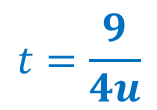 t = 9/4u